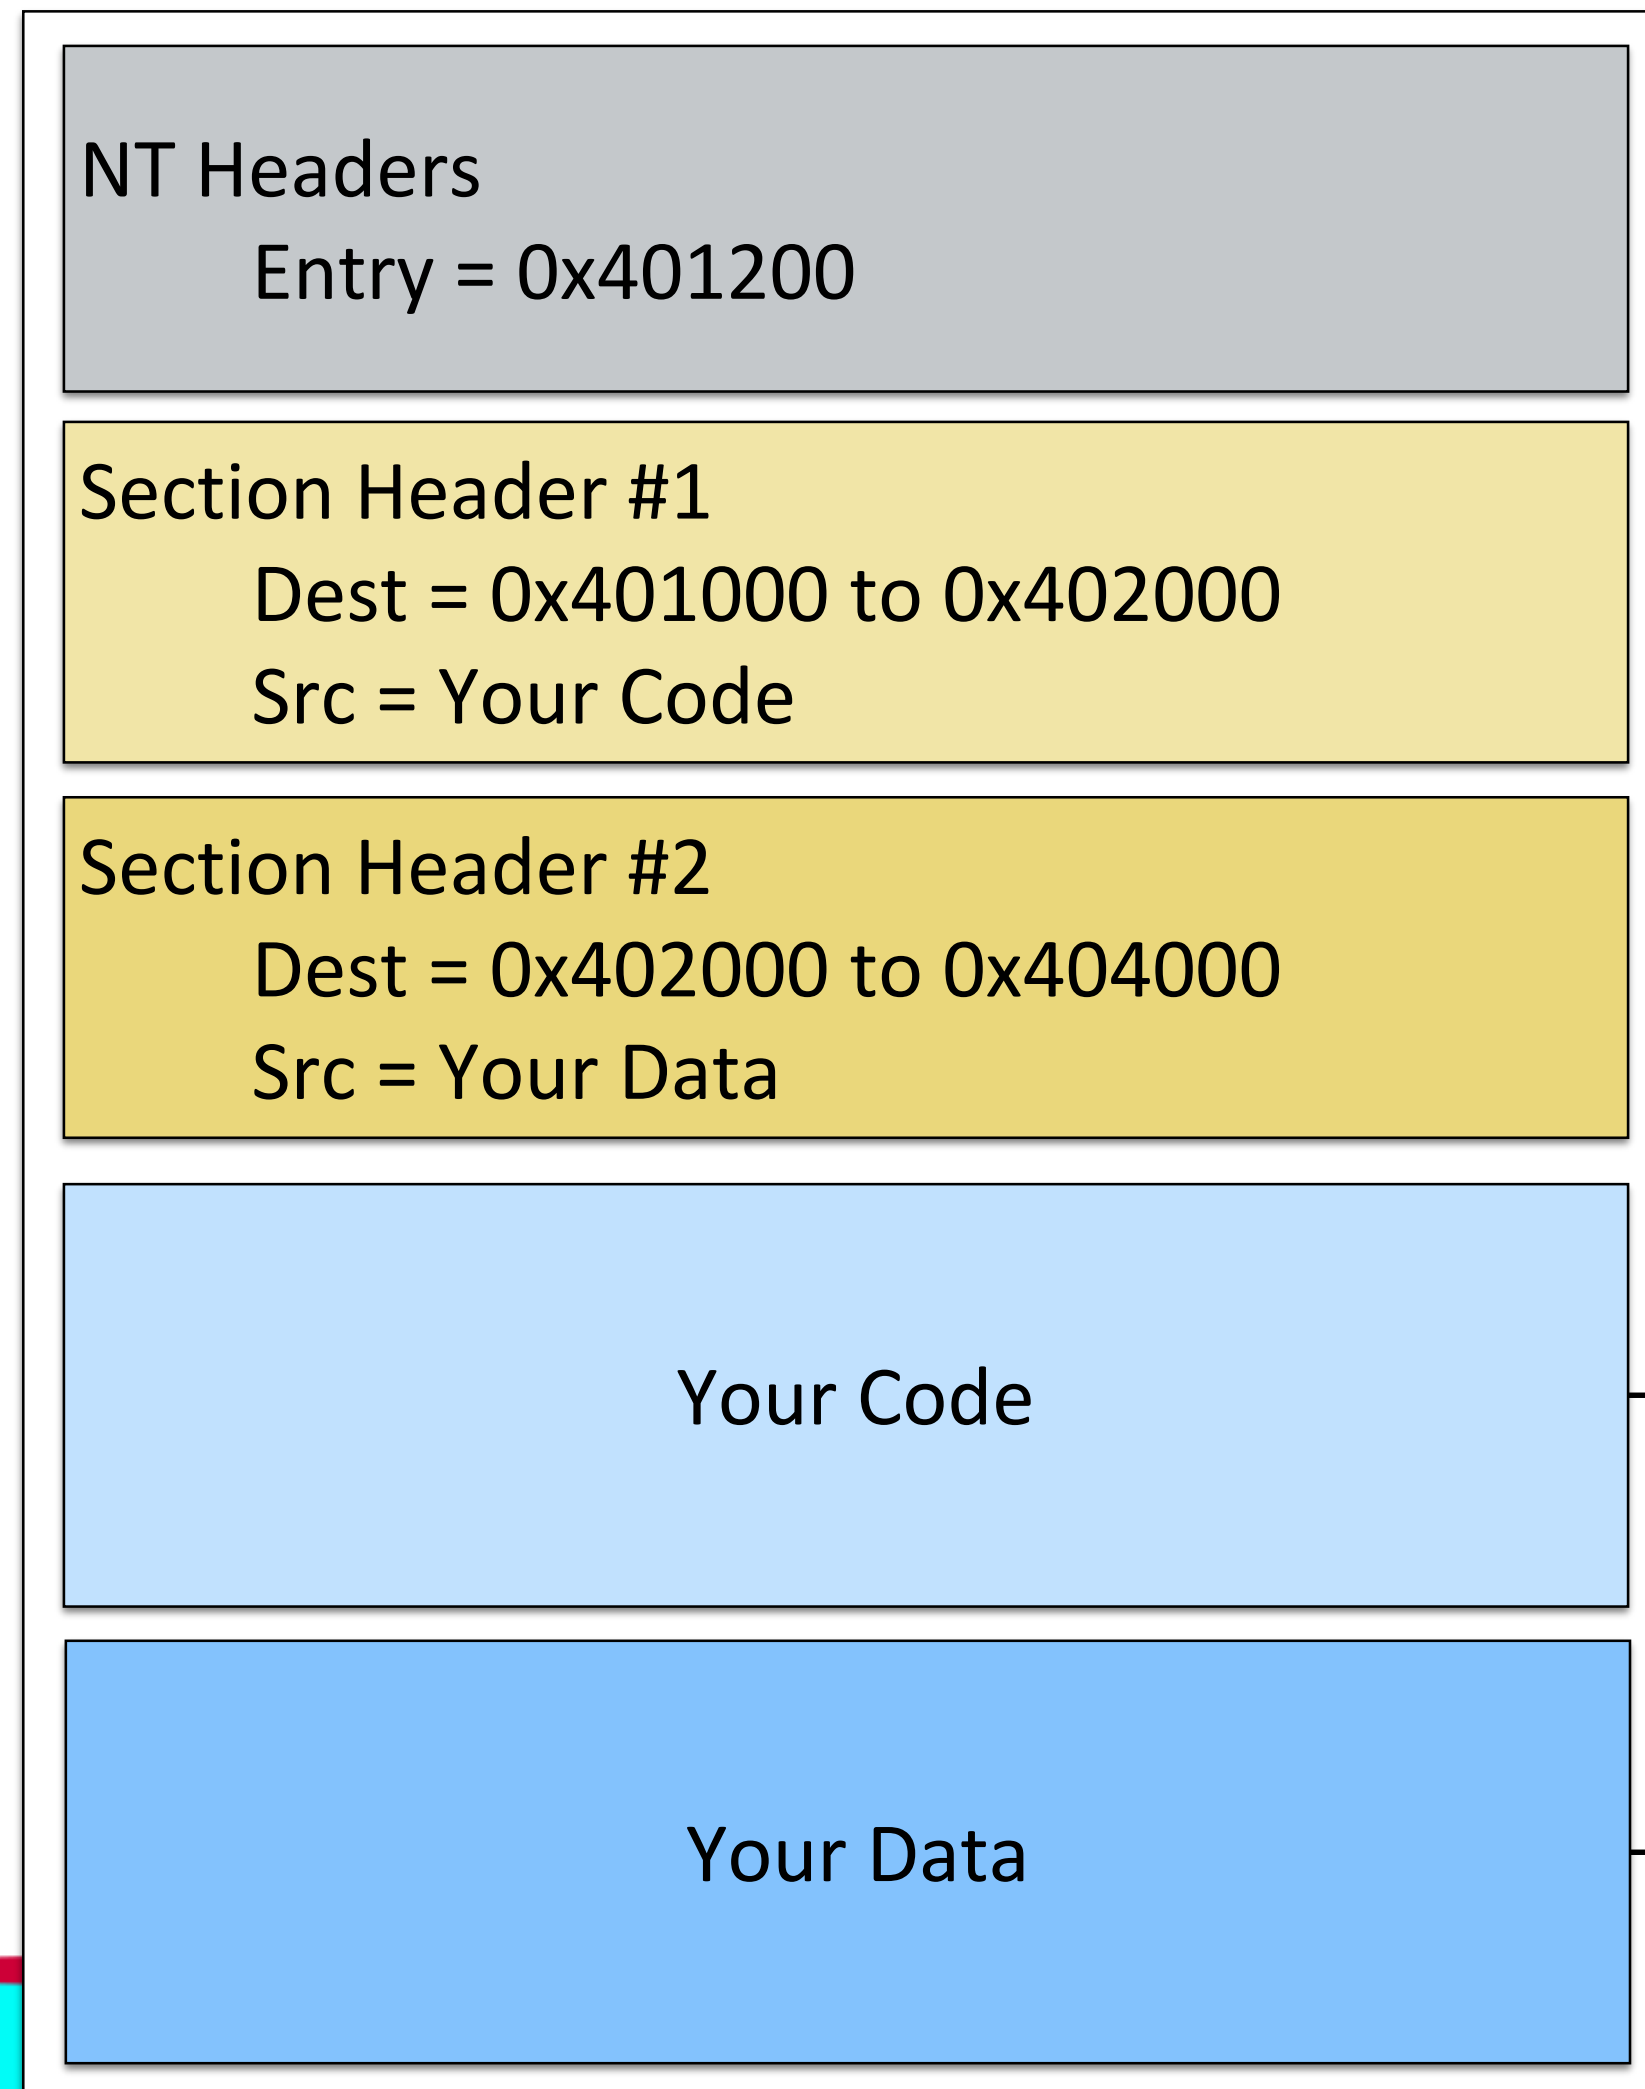 NT Headers
Entry = 0x401200
Section Header #1
Dest = 0x401000 to 0x402000
Src = Your Code
Section Header #2
Dest = 0x402000 to 0x404000
Src = Your Data
Your Code
Your Data